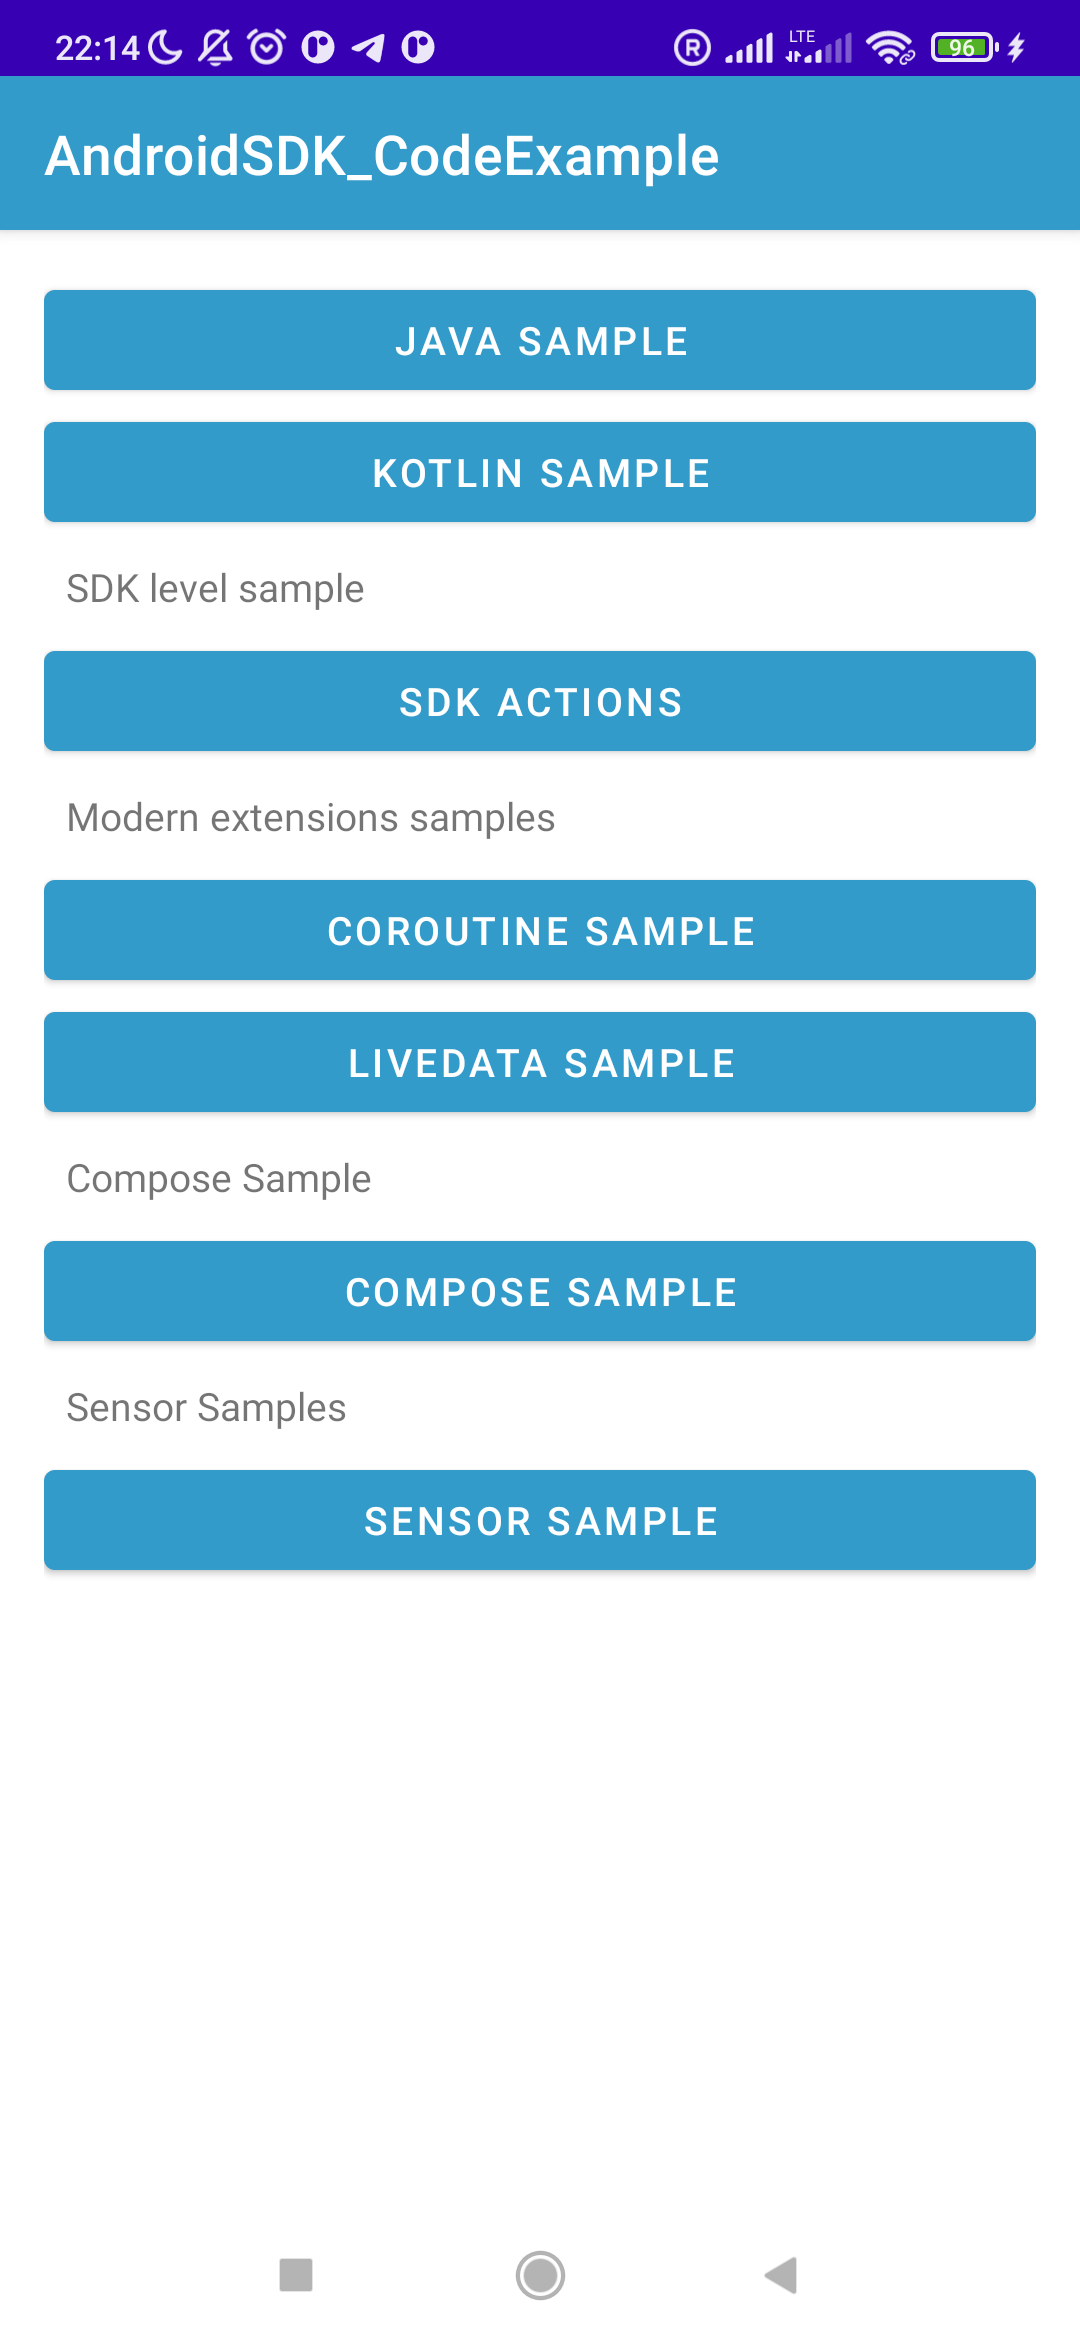 22:14 R LTE 96
AndroidSDK_CodeExample
JAVA SAMPLE
KOTLIN SAMPLE
SDK level sample
SDK ACTIONS
Modern extensions samples
COROUTINE SAMPLE
LIVEDATA SAMPLE
Compose Sample
COMPOSE SAMPLE
Sensor Samples
SENSOR SAMPLE